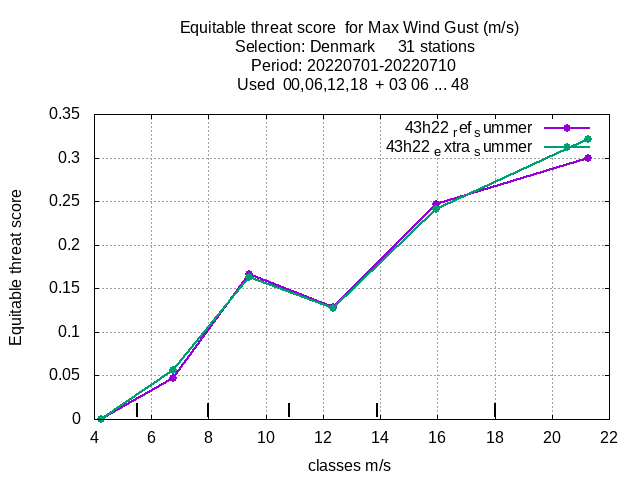 Equitable threat score for Max Wind Gust (m/s)
Selection: Denmark 31 stations
Period: 20220701-20220710
Used 00,06,12,18 + 03 06 ... 48
0.35
0.3
0.25
0.2
0.15
0.1
0.05
0
Equitable threat score
43h22 ref summer
43h22 extra summer
4 6 8 10 12 14 16 18 20 22
classes m/s